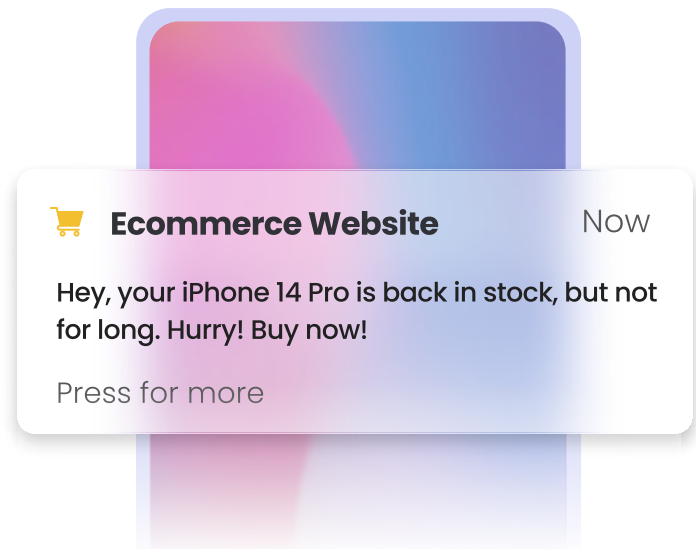 Ecommerce Website
Now
Hey, your iPhone 14 Pro is back in stock, but not
for long. Hurry! Buy now!
Press for more